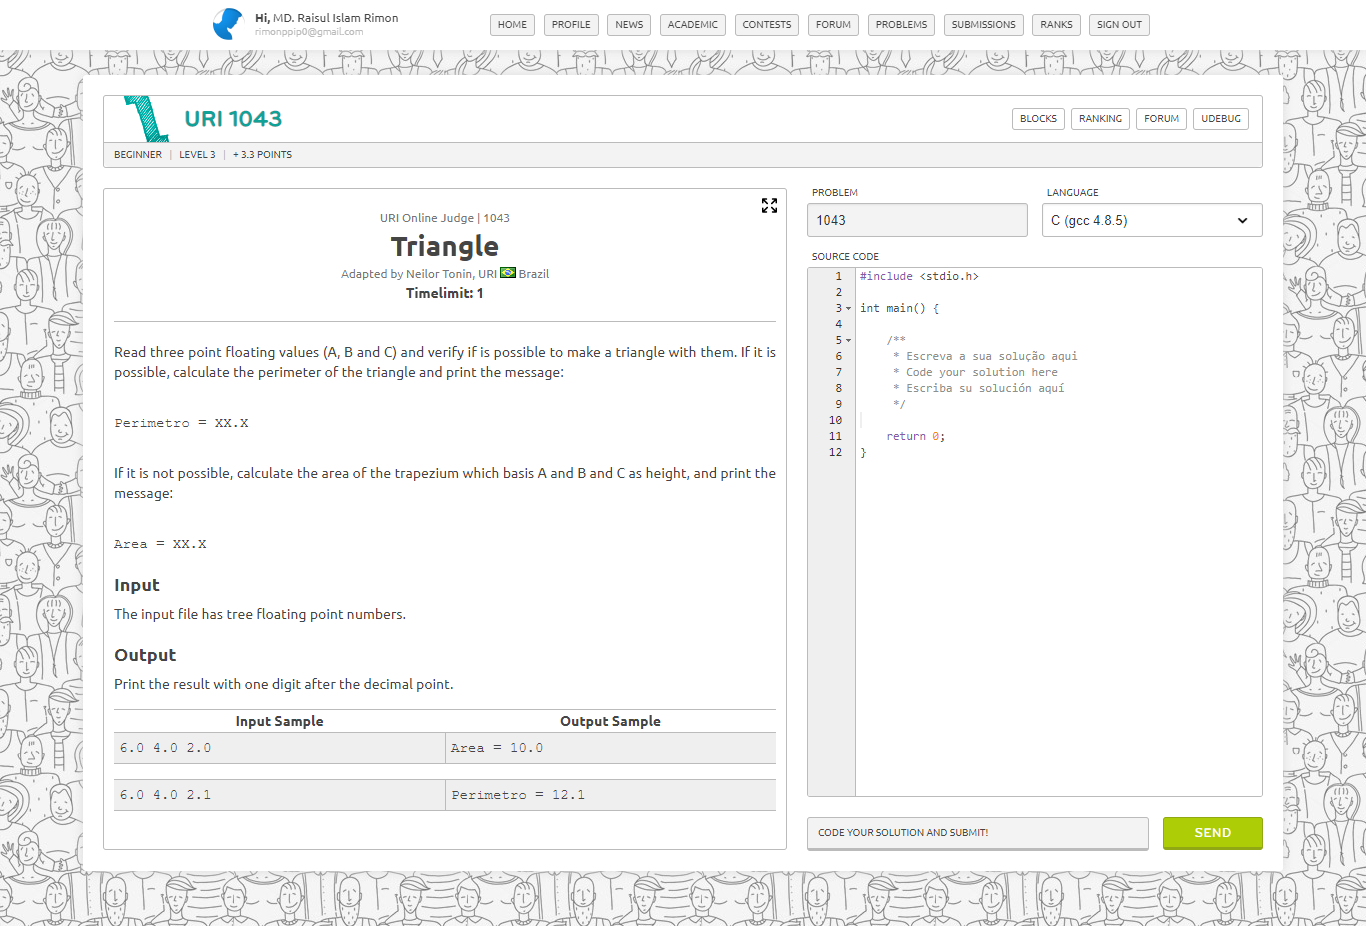 Hi, MD. Raisul Islam Rimon
rimonppip0@gmail.com
HOME PROFILE NEWS ACADEMIC CONTESTS FORUM PROBLEMS SUBMISSIONS RANKS SIGN OUT
URI 1043
BLOCKS RANKING FORUM UDEBUG
BEGINNER | LEVEL 3 | + 3.3 POINTS
URI Online Judge | 1043
Triangle
Adapted by Neilor Tonin, URI Brazil
Timelimit: 1
Read three point floating values (A, B and C) and verify if is possible to make a triangle with them. If it is
possible, calculate the perimeter of the triangle and print the message:
Perimetro = XX.X
If it is not possible, calculate the area of the trapezium which basis A and B and C as height, and print the
message:
Area = XX.X
Input
The input file has tree floating point numbers.
Output
Print the result with one digit after the decimal point.
Input Sample Output Sample
6.0 4.0 2.0 Area = 10.0
6.0 4.0 2.1 Perimetro = 12.1
PROBLEM LANGUAGE
1043 C (gcc 4.8.5)
SOURCE CODE
1 #include <stdio.h>
2
3 int main() {
4
5 /**
6 * Escreva a sua solução aqui
7 * Code your solution here
8 * Escriba su solución aquí
9 */
10
11 return 0;
12 }
CODE YOUR SOLUTION AND SUBMIT! SEND